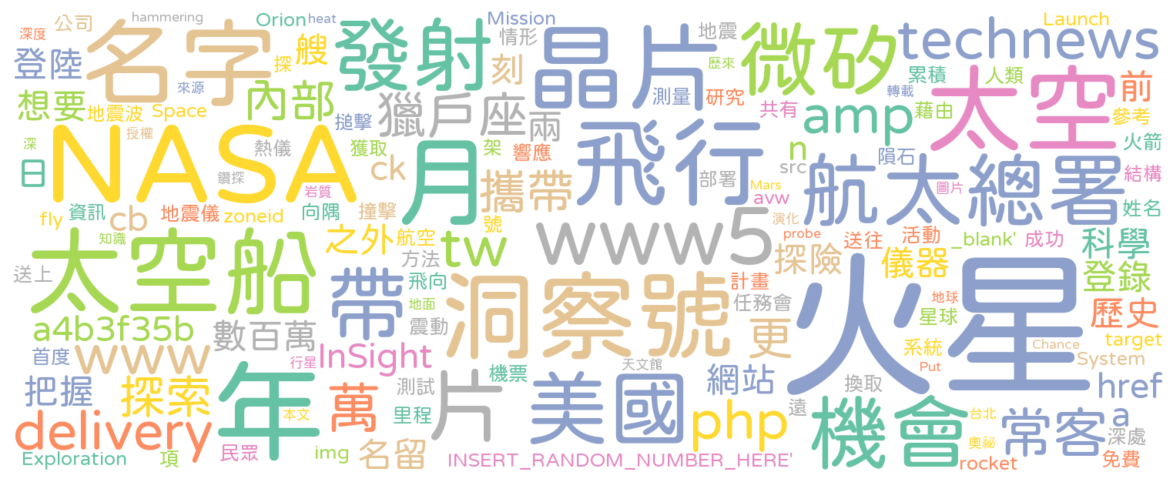 公司 hammering Orion heat Mission Launch
深度 登陸 名字 探 艘 發射 情形 刻 晶片 地震 歷來 微矽 technews
來源 累積 人類 前
想要 地震波 Space 內部 獵戶座 兩 測量 研究 轉載 藉由 太空 參考
授權 搥擊 共有 amp 火箭
深 NASA 熱儀 獲取 架 響應 飛行 n 隕石 結構
日 鑽探 月 ck 攜帶 部署 src 岩質 航太總署
資訊 fly cb 地震儀 zoneid 向隅 撞擊 avw Mars 圖片 姓名
知識 之外 航空 號 www5 演化 probe 送往 活動 _blank' 成功 科學
送上 太空船 tw 方法 探險 儀器 登錄
帶 飛向 洞察號 計畫 火星 地球
地面 任務會 星球 歷史
a4b3f35b 數百萬 震動 更 target
首度 www 行星 InSight 天文館 系統 Chance System
機票 Put
把握 探索 年 萬 測試 片 美國 網站 換取 href
本文 里程 遠 機會 台北 常客 a
delivery php 深處
民眾 img 名留 奧祕
Exploration 項 INSERT_RANDOM_NUMBER_HERE' rocket 免費